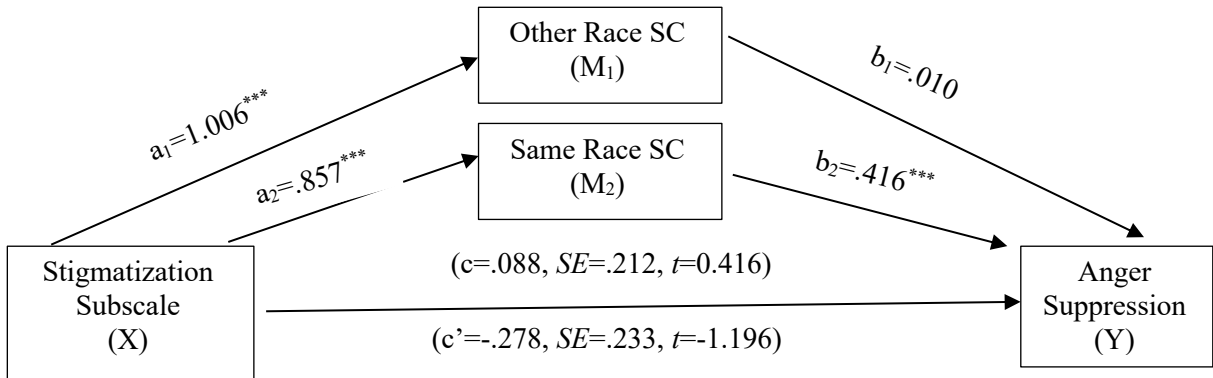 Other Race SC
(M₁)
b₁=.010
a₁=1.006***
Same Race SC
(M₂)
a₂=.857***
b₂=.416***
Stigmatization
Subscale
(X)
(c=.088, SE=.212, t=0.416)
(c’=-.278, SE=.233, t=-1.196)
Anger
Suppression
(Y)